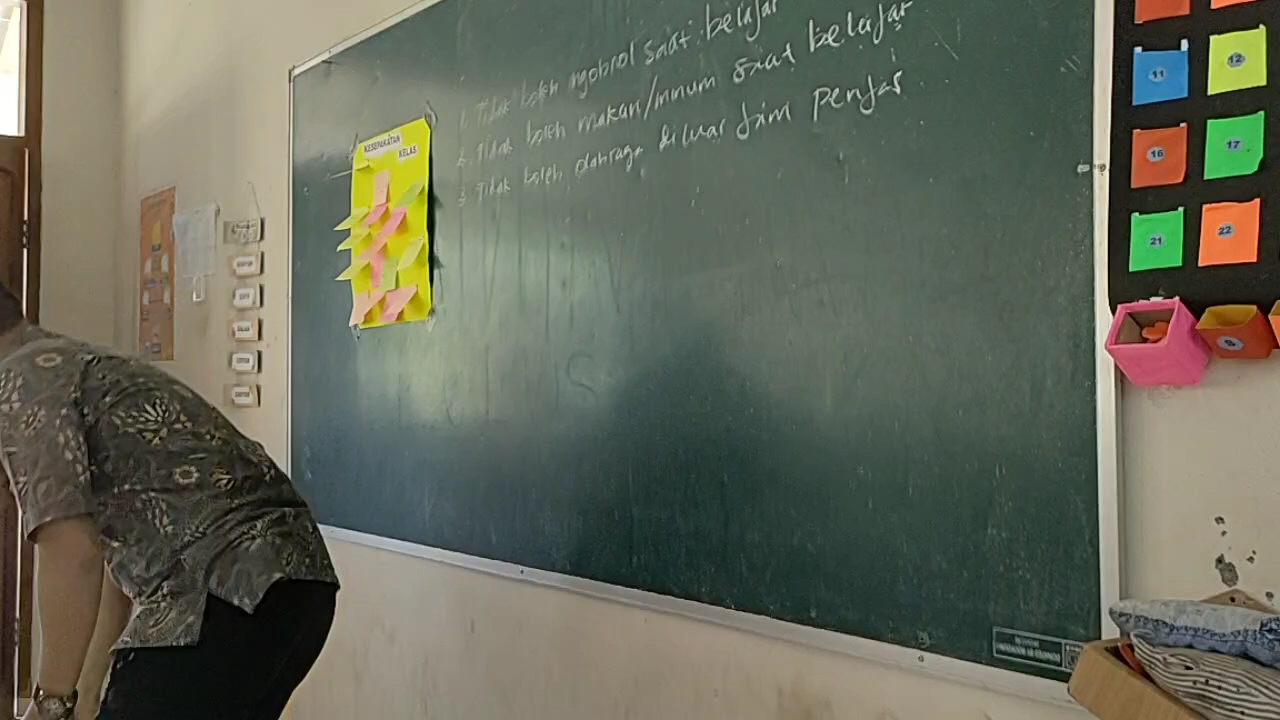 1. Tidak boleh ngobrol saat belajar
2. Tidak boleh makan/minum saat belajar
3. Tidak boleh olahraga diluar jam penjas
KESEPAKATAN
KELAS
11
12
16
17
21
22